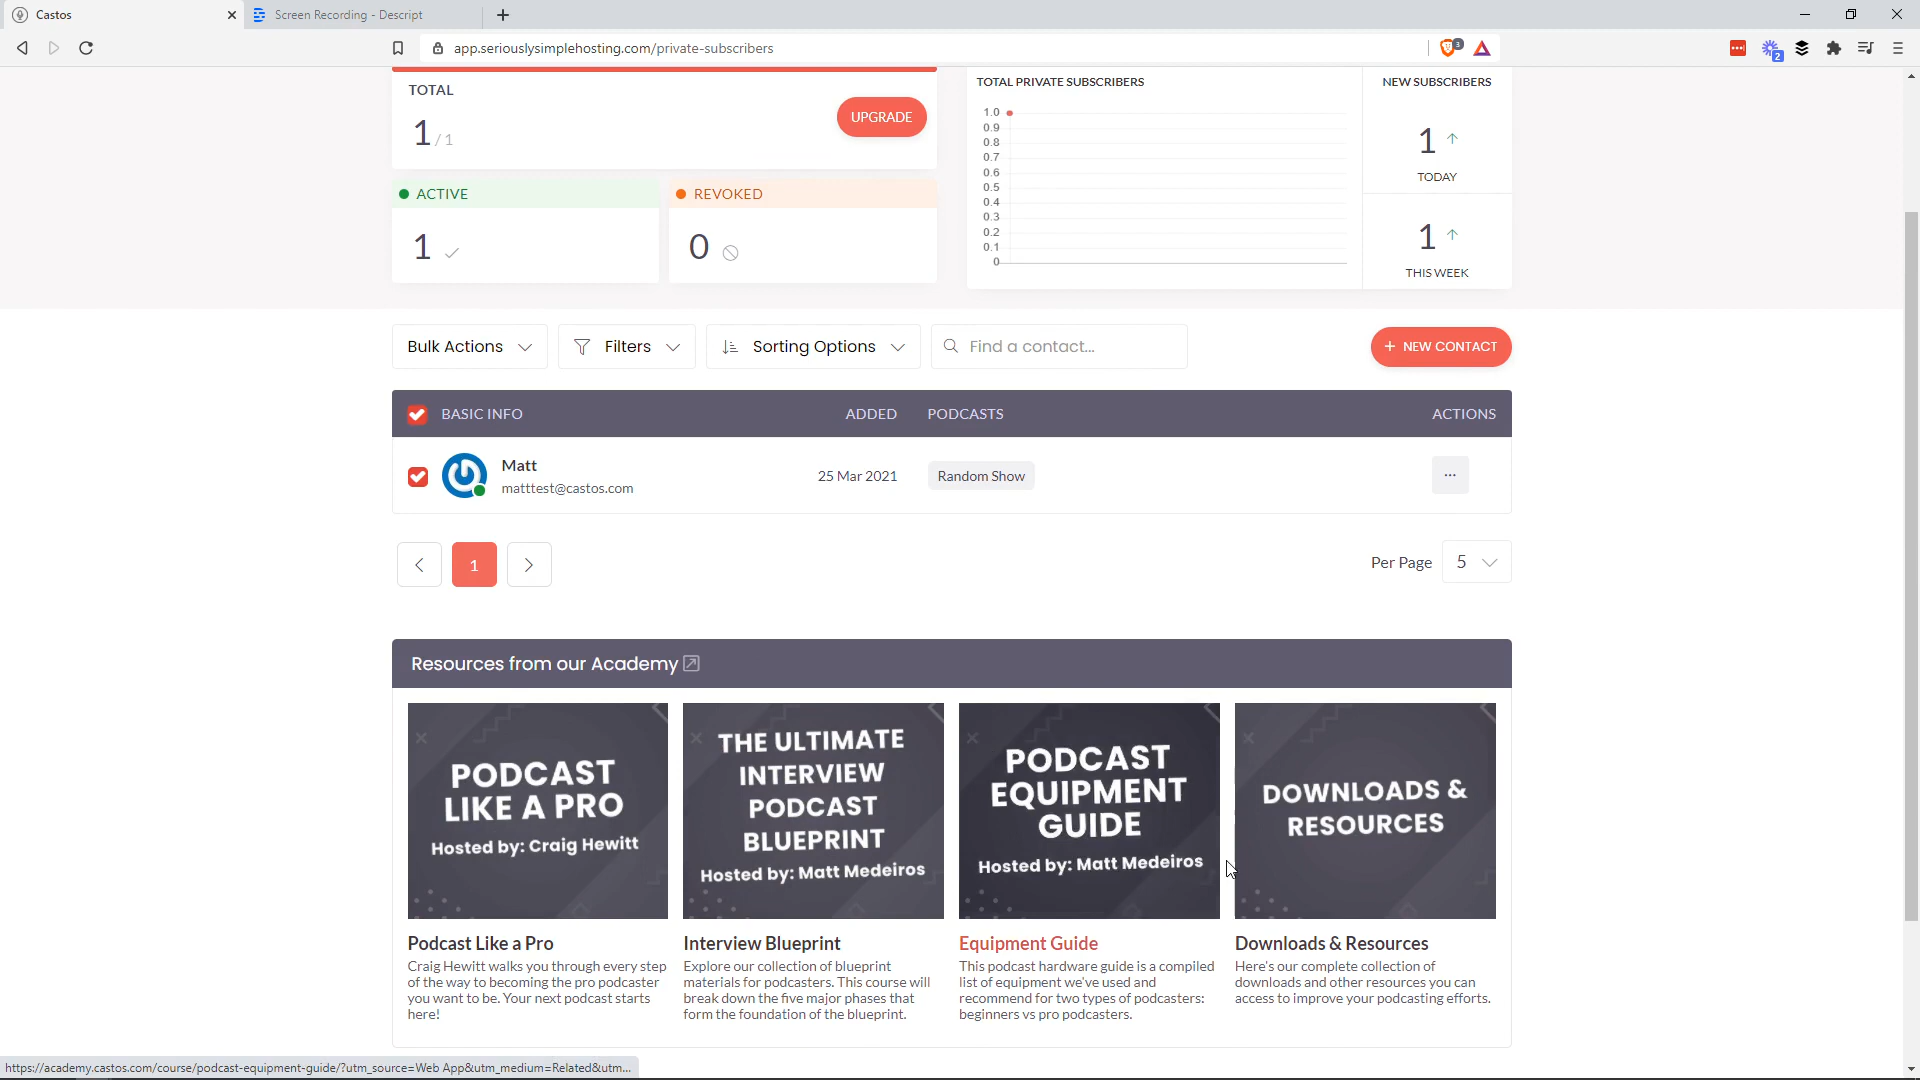 Castos
Screen Recording - Descript
app.seriouslysimplehosting.com/private-subscribers
3
2
TOTAL
1 / 1
UPGRADE
ACTIVE
1
REVOKED
0
TOTAL PRIVATE SUBSCRIBERS
1.0
0.9
0.8
0.7
0.6
0.5
0.4
0.3
0.2
0.1
0
NEW SUBSCRIBERS
1
TODAY
1
THIS WEEK
Bulk Actions
Filters
Sorting Options
Find a contact...
+ NEW CONTACT
BASIC INFO
ADDED
PODCASTS
ACTIONS
Matt
matttest@castos.com
25 Mar 2021
Random Show
...
1
Per Page
5
Resources from our Academy
PODCAST
LIKE A PRO
Hosted by: Craig Hewitt
THE ULTIMATE
INTERVIEW
PODCAST
BLUEPRINT
Hosted by: Matt Medeiros
PODCAST
EQUIPMENT
GUIDE
Hosted by: Matt Medeiros
DOWNLOADS &
RESOURCES
Podcast Like a Pro
Craig Hewitt walks you through every step
of the way to becoming the pro podcaster
you want to be. Your next podcast starts
here!
Interview Blueprint
Explore our collection of blueprint
materials for podcasters. This course will
break down the five major phases that
form the foundation of the blueprint.
Equipment Guide
This podcast hardware guide is a compiled
list of equipment we've used and
recommend for two types of podcasters:
beginners vs pro podcasters.
Downloads & Resources
Here's our complete collection of
downloads and other resources you can
access to improve your podcasting efforts.
https://academy.castos.com/course/podcast-equipment-guide/?utm_source=Web App&utm_medium=Related&utm...